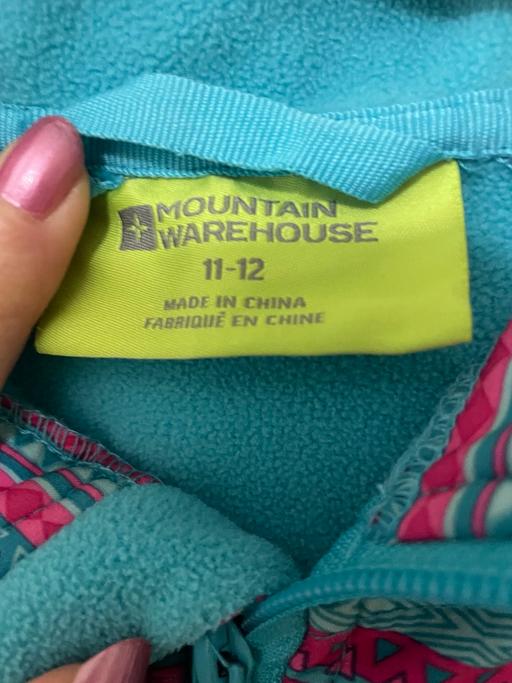 MOUNTAIN
WAREHOUSE
11-12
MADE IN CHINA
FABRIQUÉ EN CHINE